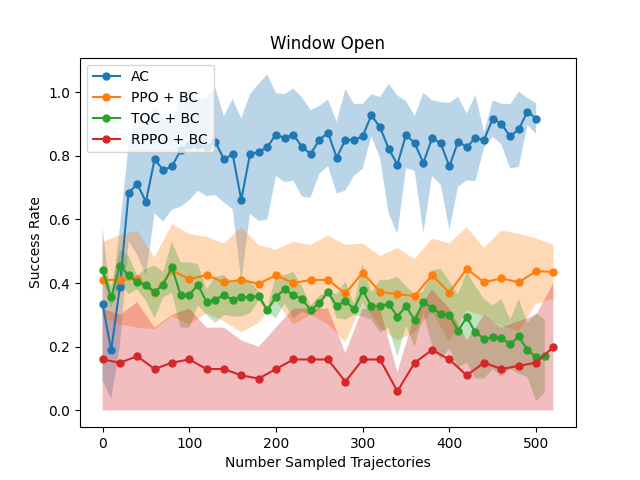 Window Open
AC
PPO + BC
TQC + BC
RPPO + BC
Success Rate
1.0
0.8
0.6
0.4
0.2
0.0
0 100 200 300 400 500
Number Sampled Trajectories